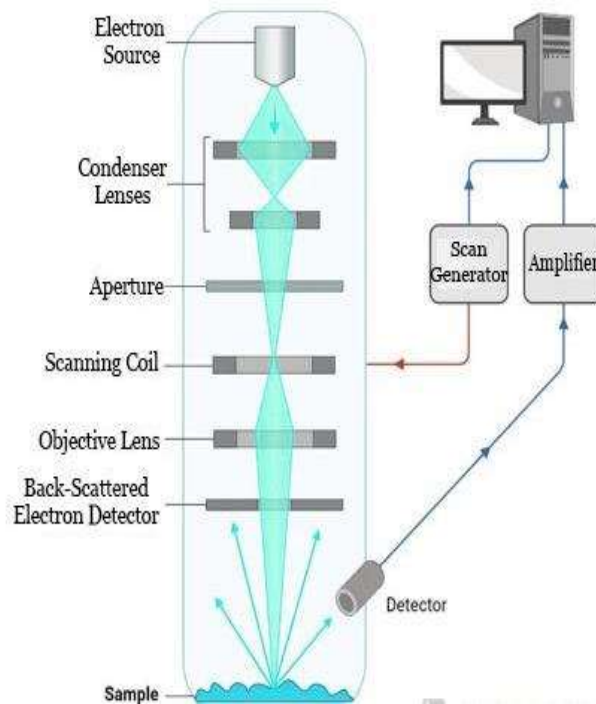 Electron
Source
Condenser
Lenses
Aperture
Scanning Coil
Objective Lens
Back-Scattered
Electron Detector
Sample
Scan
Generator
Amplifier
Detector